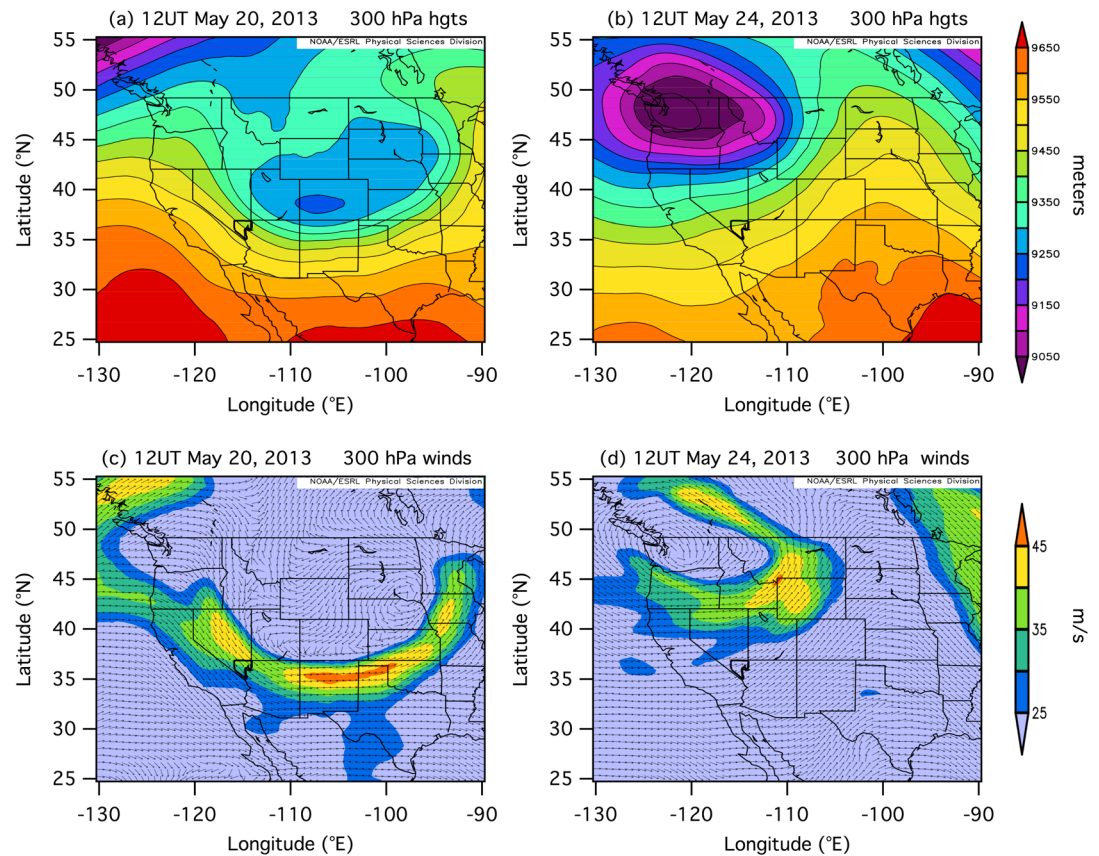 (a) 12UT May 20, 2013 300 hPa hgts
NOAA/ESRL Physical Sciences Division
55
50
45
40
35
30
25
Latitude (°N)
-130 -120 -110 -100 -90
Longitude (°E)
(b) 12UT May 24, 2013 300 hPa hgts
NOAA/ESRL Physical Sciences Division
55
50
45
40
35
30
25
Latitude (°N)
-130 -120 -110 -100 -90
Longitude (°E)
9650
9550
9450
9350
9250
9150
9050
meters
(c) 12UT May 20, 2013 300 hPa winds
NOAA/ESRL Physical Sciences Division
55
50
45
40
35
30
25
Latitude (°N)
-130 -120 -110 -100 -90
Longitude (°E)
(d) 12UT May 24, 2013 300 hPa winds
NOAA/ESRL Physical Sciences Division
55
50
45
40
35
30
25
Latitude (°N)
-130 -120 -110 -100 -90
Longitude (°E)
45
35
25
m/s